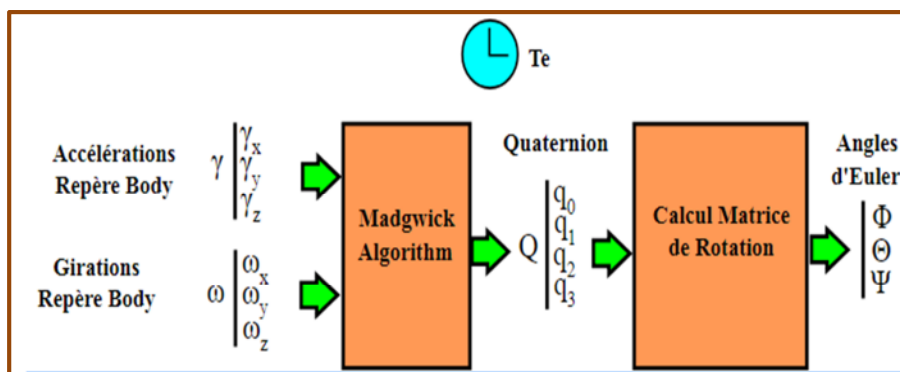 Te
Accélérations
Repère Body
γ
γx
γy
γz
Girations
Repère Body
ω
ωx
ωy
ωz
Madgwick
Algorithm
Quaternion
Q
q0
q1
q2
q3
Calcul Matrice
de Rotation
Angles
d'Euler
Φ
Θ
Ψ